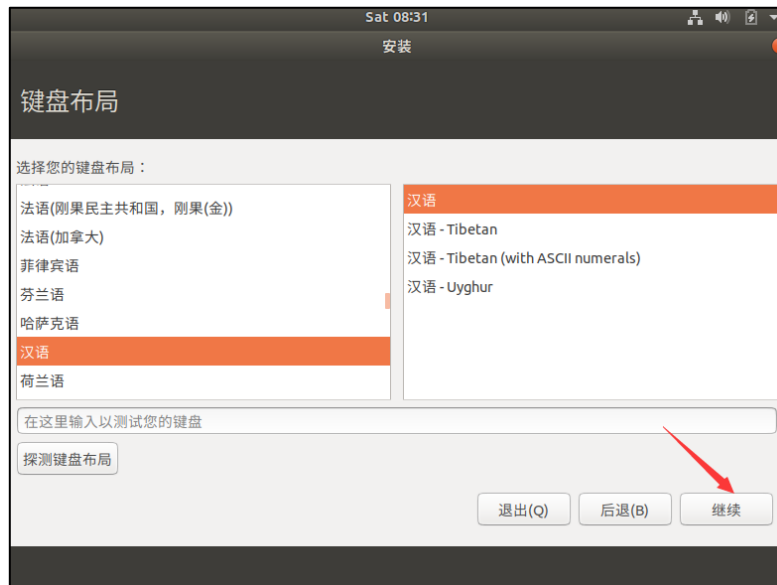 Sat 08:31
安装
键盘布局
选择您的键盘布局：
法语(刚果民主共和国，刚果(金))
法语(加拿大)
菲律宾语
芬兰语
哈萨克语
汉语
荷兰语
汉语
汉语 - Tibetan
汉语 - Tibetan (with ASCII numerals)
汉语 - Uyghur
在这里输入以测试您的键盘
探测键盘布局
退出(Q)
后退(B)
继续